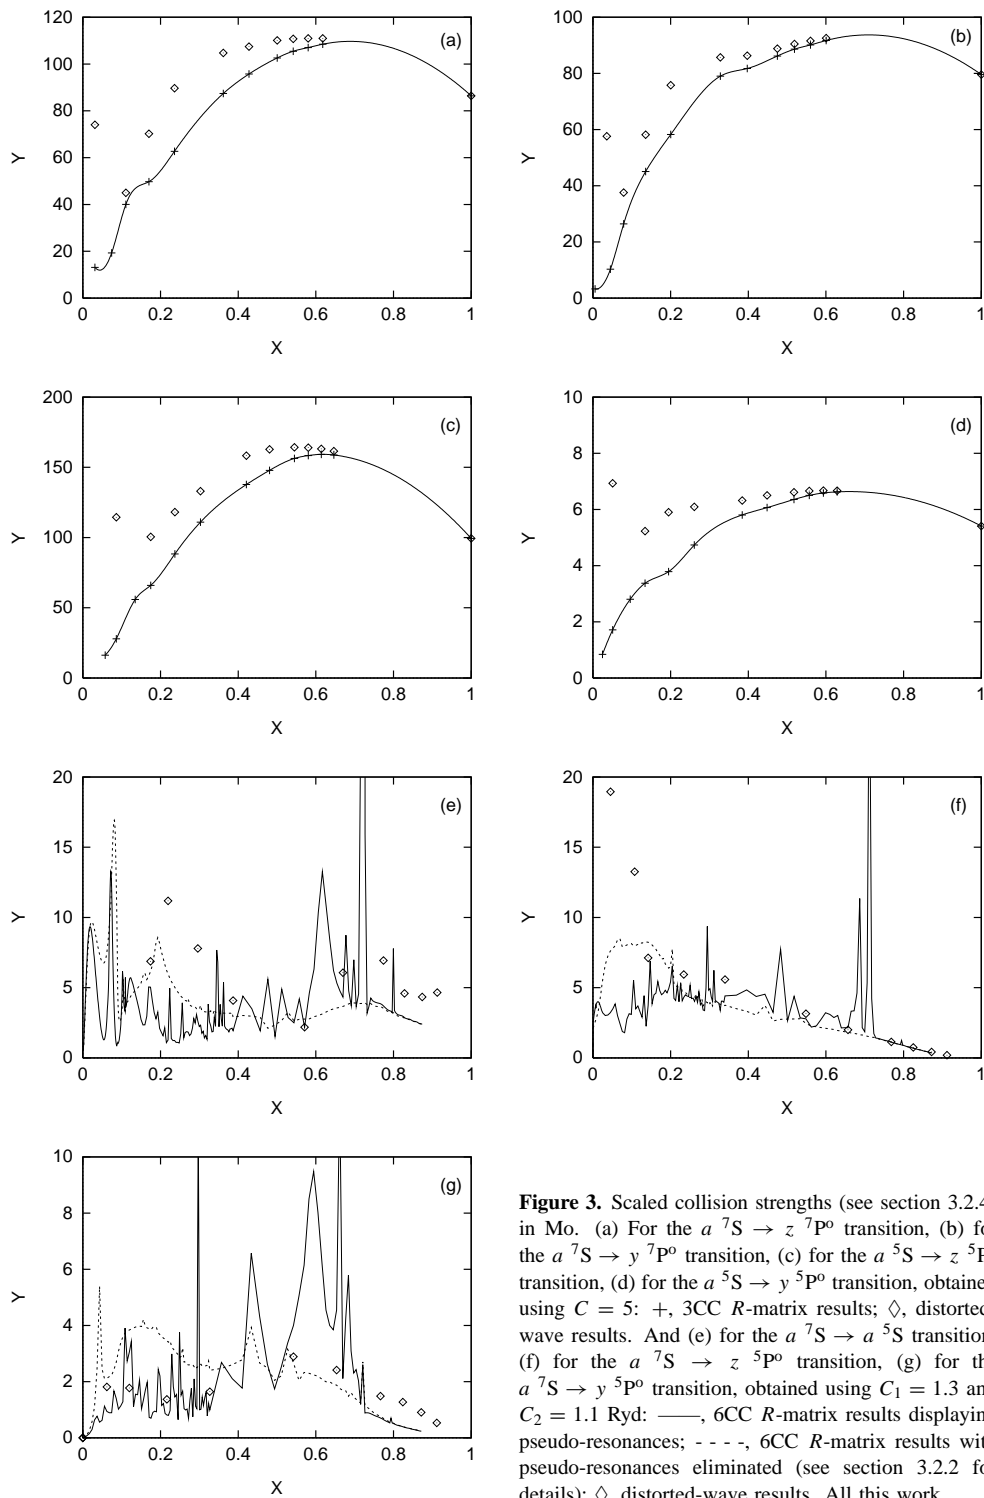 (a)
120
100
80
60
40
20
0
Y
0 0.2 0.4 0.6 0.8 1
X
(b)
100
80
60
40
20
0
Y
0 0.2 0.4 0.6 0.8 1
X
(c)
200
150
100
50
0
Y
0 0.2 0.4 0.6 0.8 1
X
(d)
10
8
6
4
2
0
Y
0 0.2 0.4 0.6 0.8 1
X
(e)
20
15
10
5
0
Y
0 0.2 0.4 0.6 0.8 1
X
(f)
20
15
10
5
0
Y
0 0.2 0.4 0.6 0.8 1
X
(g)
10
8
6
4
2
0
Y
0 0.2 0.4 0.6 0.8 1
X
Figure 3. Scaled collision strengths (see section 3.2.4
in Mo. (a) For the a ⁷S → z ⁷Pᵒ transition, (b) fo
the a ⁷S → y ⁷Pᵒ transition, (c) for the a ⁵S → z ⁵P
transition, (d) for the a ⁵S → y ⁵Pᵒ transition, obtaine
using C = 5: +, 3CC R-matrix results; ◇, distorted
wave results. And (e) for the a ⁷S → a ⁵S transition
(f) for the a ⁷S → z ⁵Pᵒ transition, (g) for th
a ⁷S → y ⁵Pᵒ transition, obtained using C₁ = 1.3 an
C₂ = 1.1 Ryd: ——, 6CC R-matrix results displayin
pseudo-resonances; - - - -, 6CC R-matrix results wit
pseudo-resonances eliminated (see section 3.2.2 fo
details); ◇, distorted-wave results. All this work.